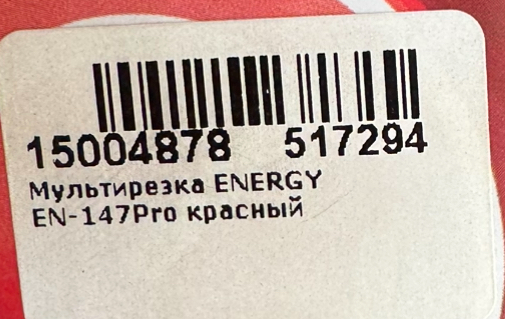 15004878 517294
Мультирезка ENERGY
EN-147Pro красный